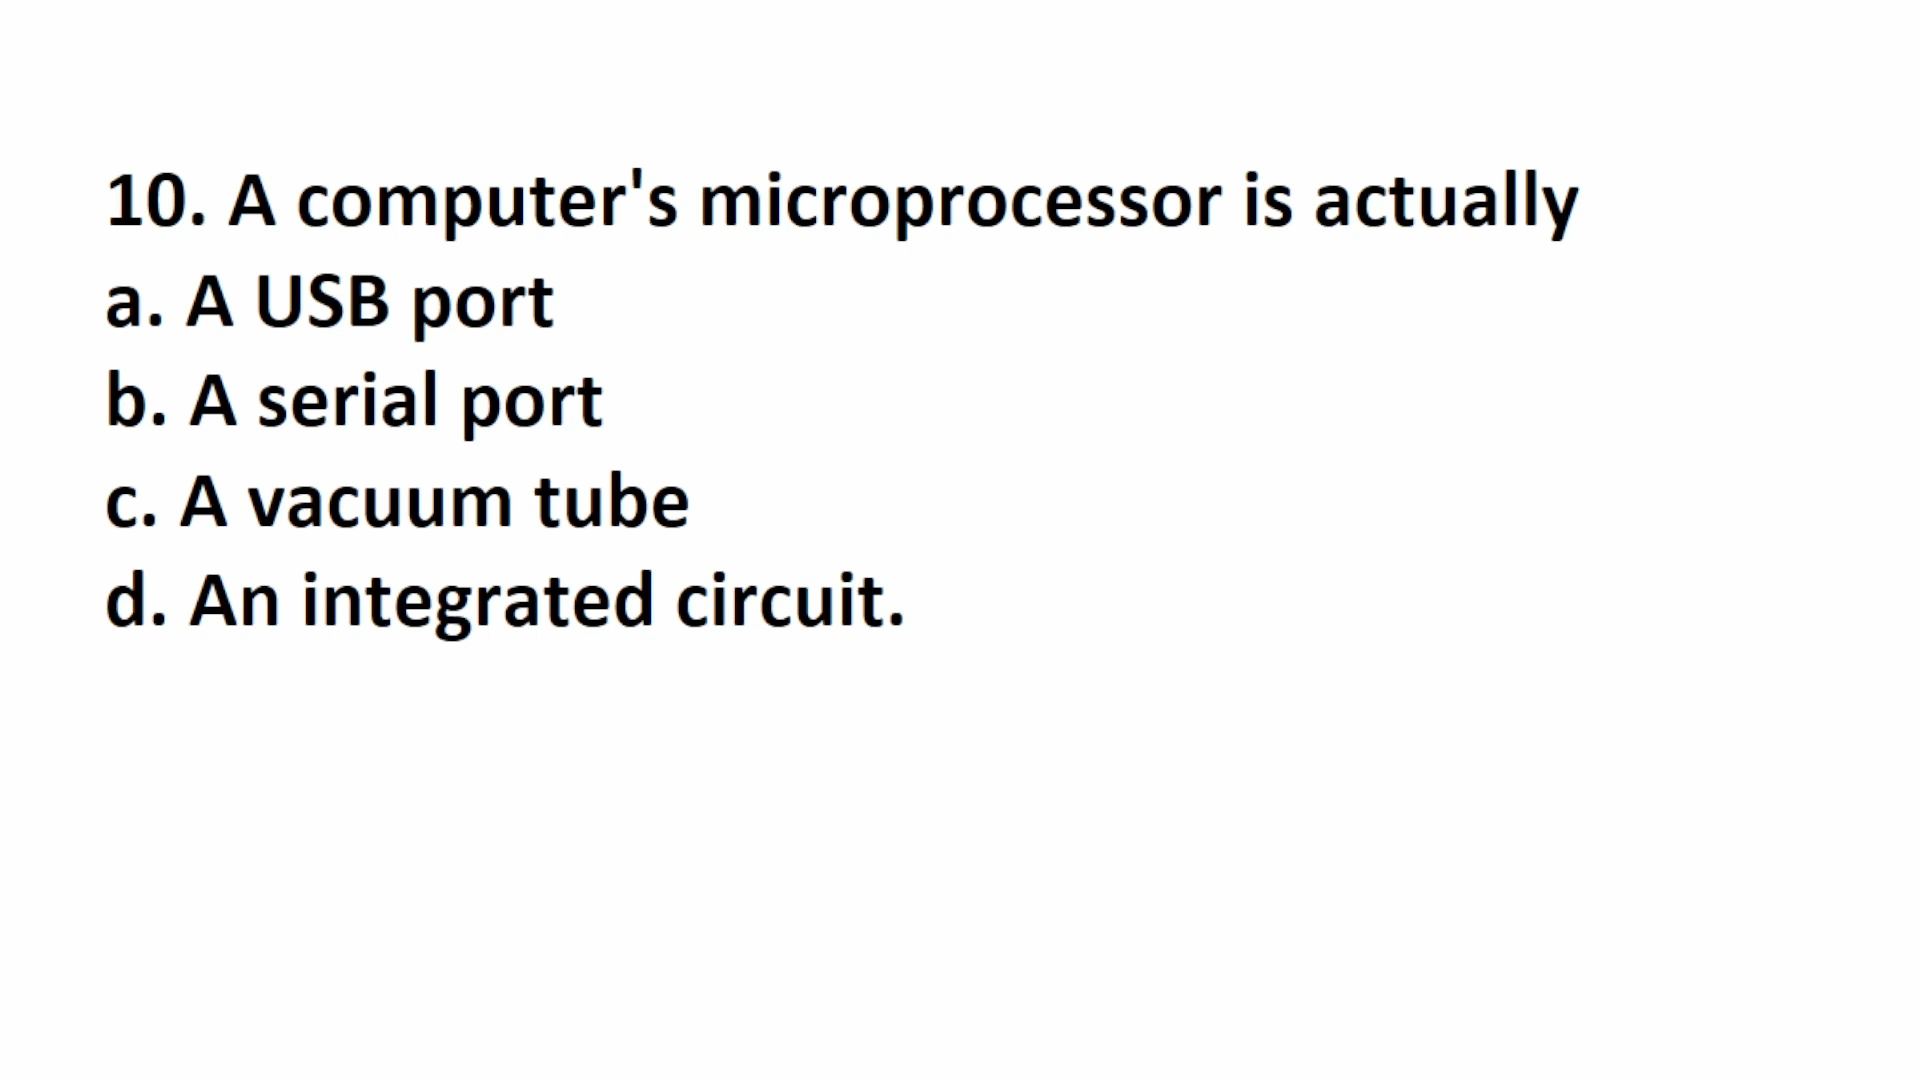 10. A computer's microprocessor is actually
a. A USB port
b. A serial port
c. A vacuum tube
d. An integrated circuit.